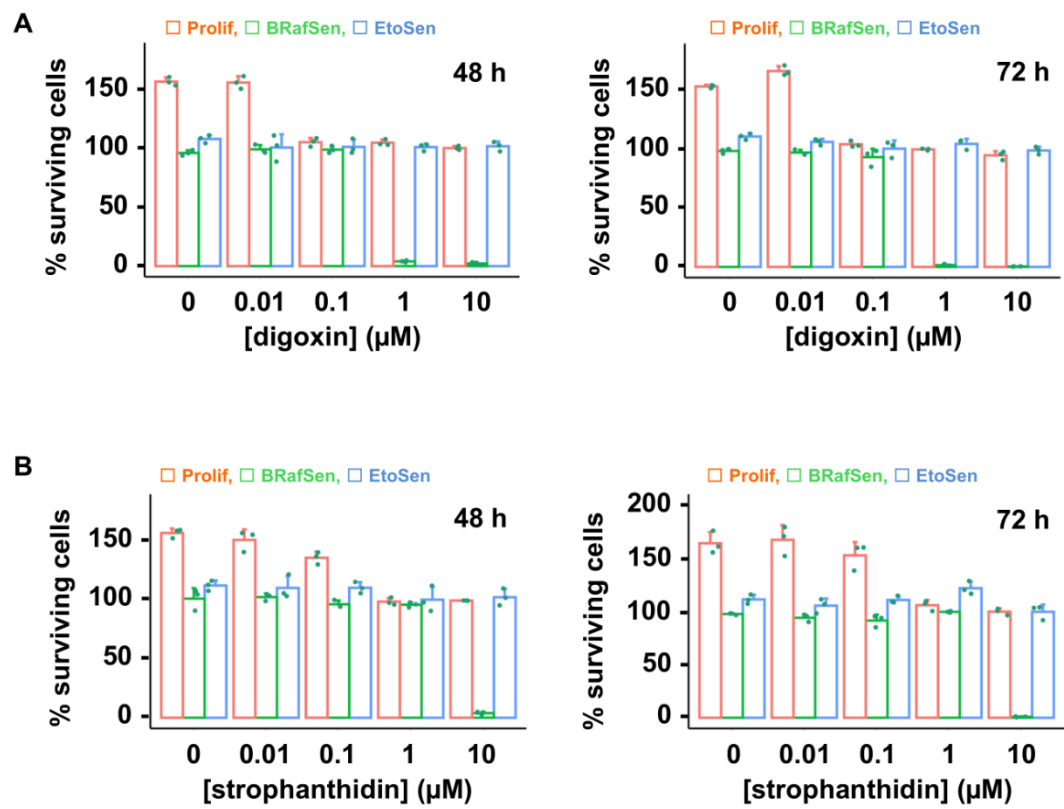 A
Prolif, BRafSen, EtoSen
48 h
% surviving cells
150
100
50
0
0 0.01 0.1 1 10
[digoxin] (µM)
Prolif, BRafSen, EtoSen
72 h
% surviving cells
150
100
50
0
0 0.01 0.1 1 10
[digoxin] (µM)
B
Prolif, BRafSen, EtoSen
48 h
% surviving cells
150
100
50
0
0 0.01 0.1 1 10
[strophanthidin] (µM)
Prolif, BRafSen, EtoSen
72 h
% surviving cells
200
150
100
50
0
0 0.01 0.1 1 10
[strophanthidin] (µM)